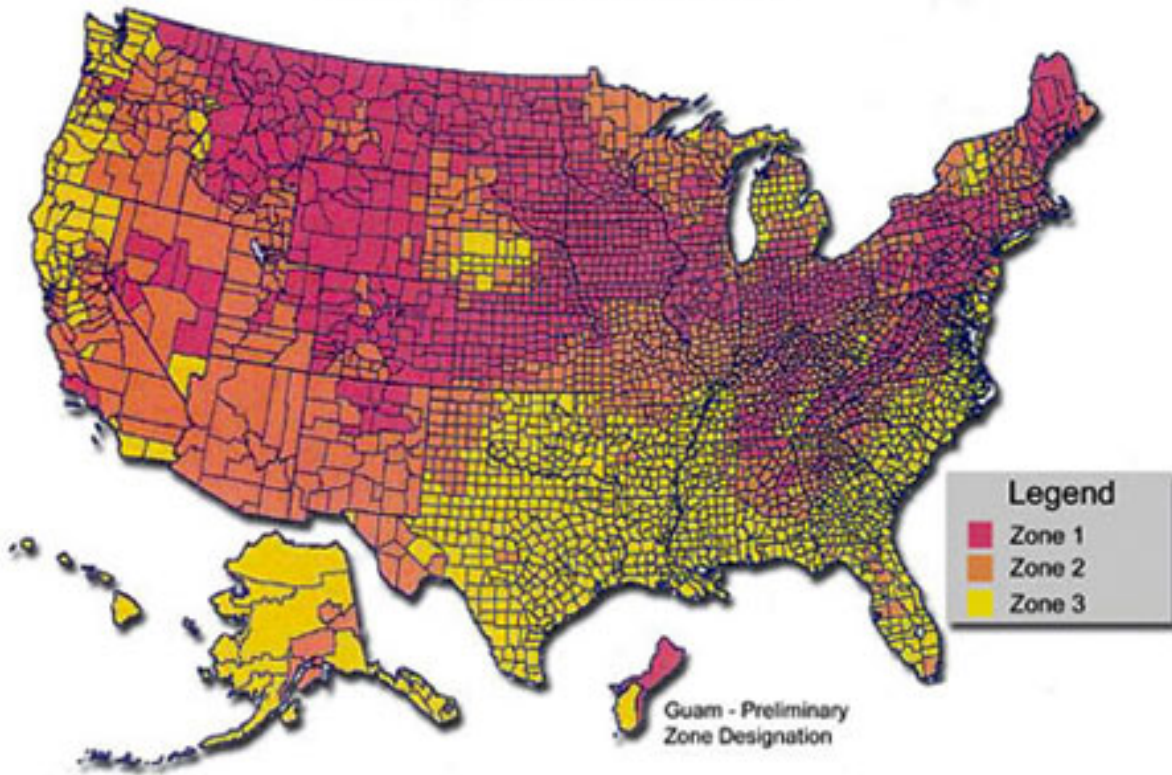 Legend
Zone 1
Zone 2
Zone 3
Guam - Preliminary
Zone Designation